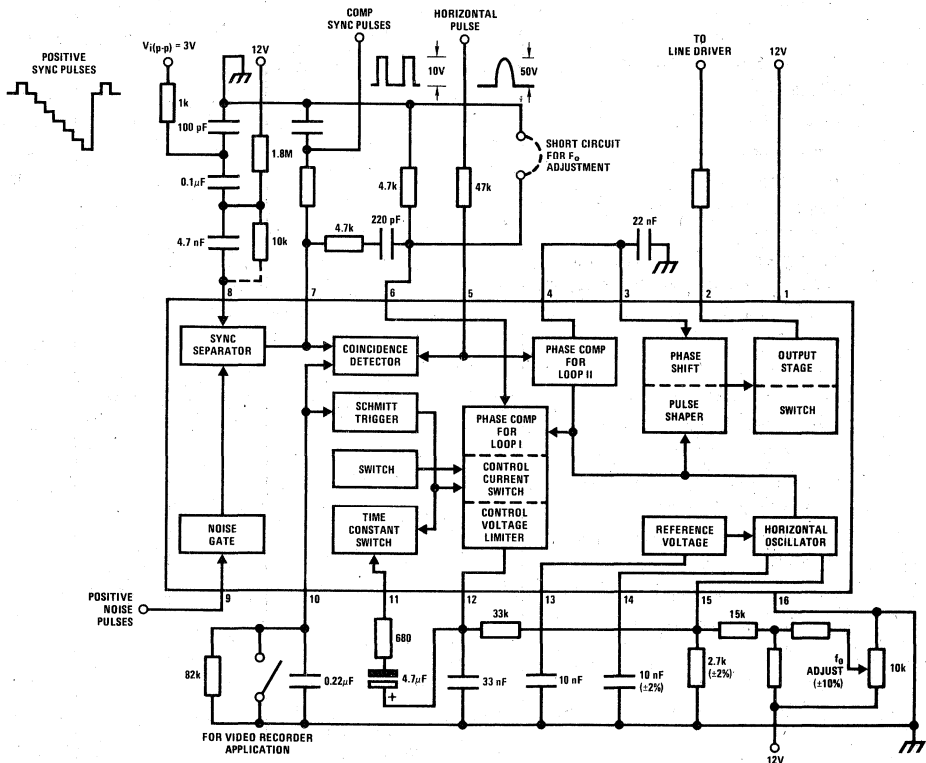 COMP
SYNC PULSES
HORIZONTAL
PULSE
TO
LINE DRIVER
12V
POSITIVE
SYNC PULSES
Vi(p-p) = 3V
12V
10V
50V
1k
100 pF
1.8M
0.1μF
4.7 nF
10k
4.7k
220 pF
4.7k
47k
SHORT CIRCUIT
FOR Fo
ADJUSTMENT
22 nF
8
7
6
5
4
3
2
1
SYNC
SEPARATOR
COINCIDENCE
DETECTOR
PHASE COMP
FOR
LOOP II
PHASE
SHIFT
PULSE
SHAPER
OUTPUT
STAGE
SWITCH
SCHMITT
TRIGGER
PHASE COMP
FOR
LOOP I
SWITCH
CONTROL
CURRENT
SWITCH
CONTROL
VOLTAGE
LIMITER
NOISE
GATE
TIME
CONSTANT
SWITCH
REFERENCE
VOLTAGE
HORIZONTAL
OSCILLATOR
POSITIVE
NOISE
PULSES
9
10
11
12
13
14
15
16
82k
0.22μF
680
4.7μF
+
33k
33 nF
10 nF
10 nF
(±2%)
2.7k
(±2%)
15k
fo
ADJUST
(±10%)
10k
FOR VIDEO RECORDER
APPLICATION
12V